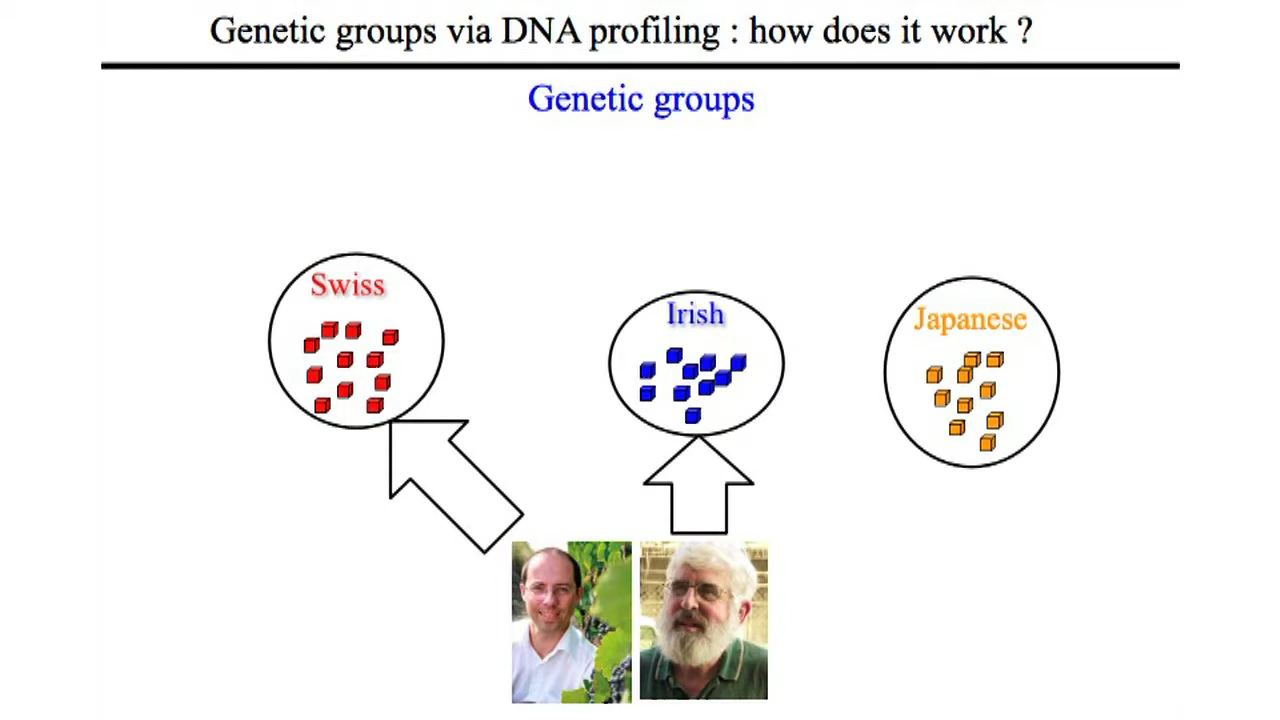 Genetic groups via DNA profiling : how does it work ?
Genetic groups
Swiss
Irish
Japanese